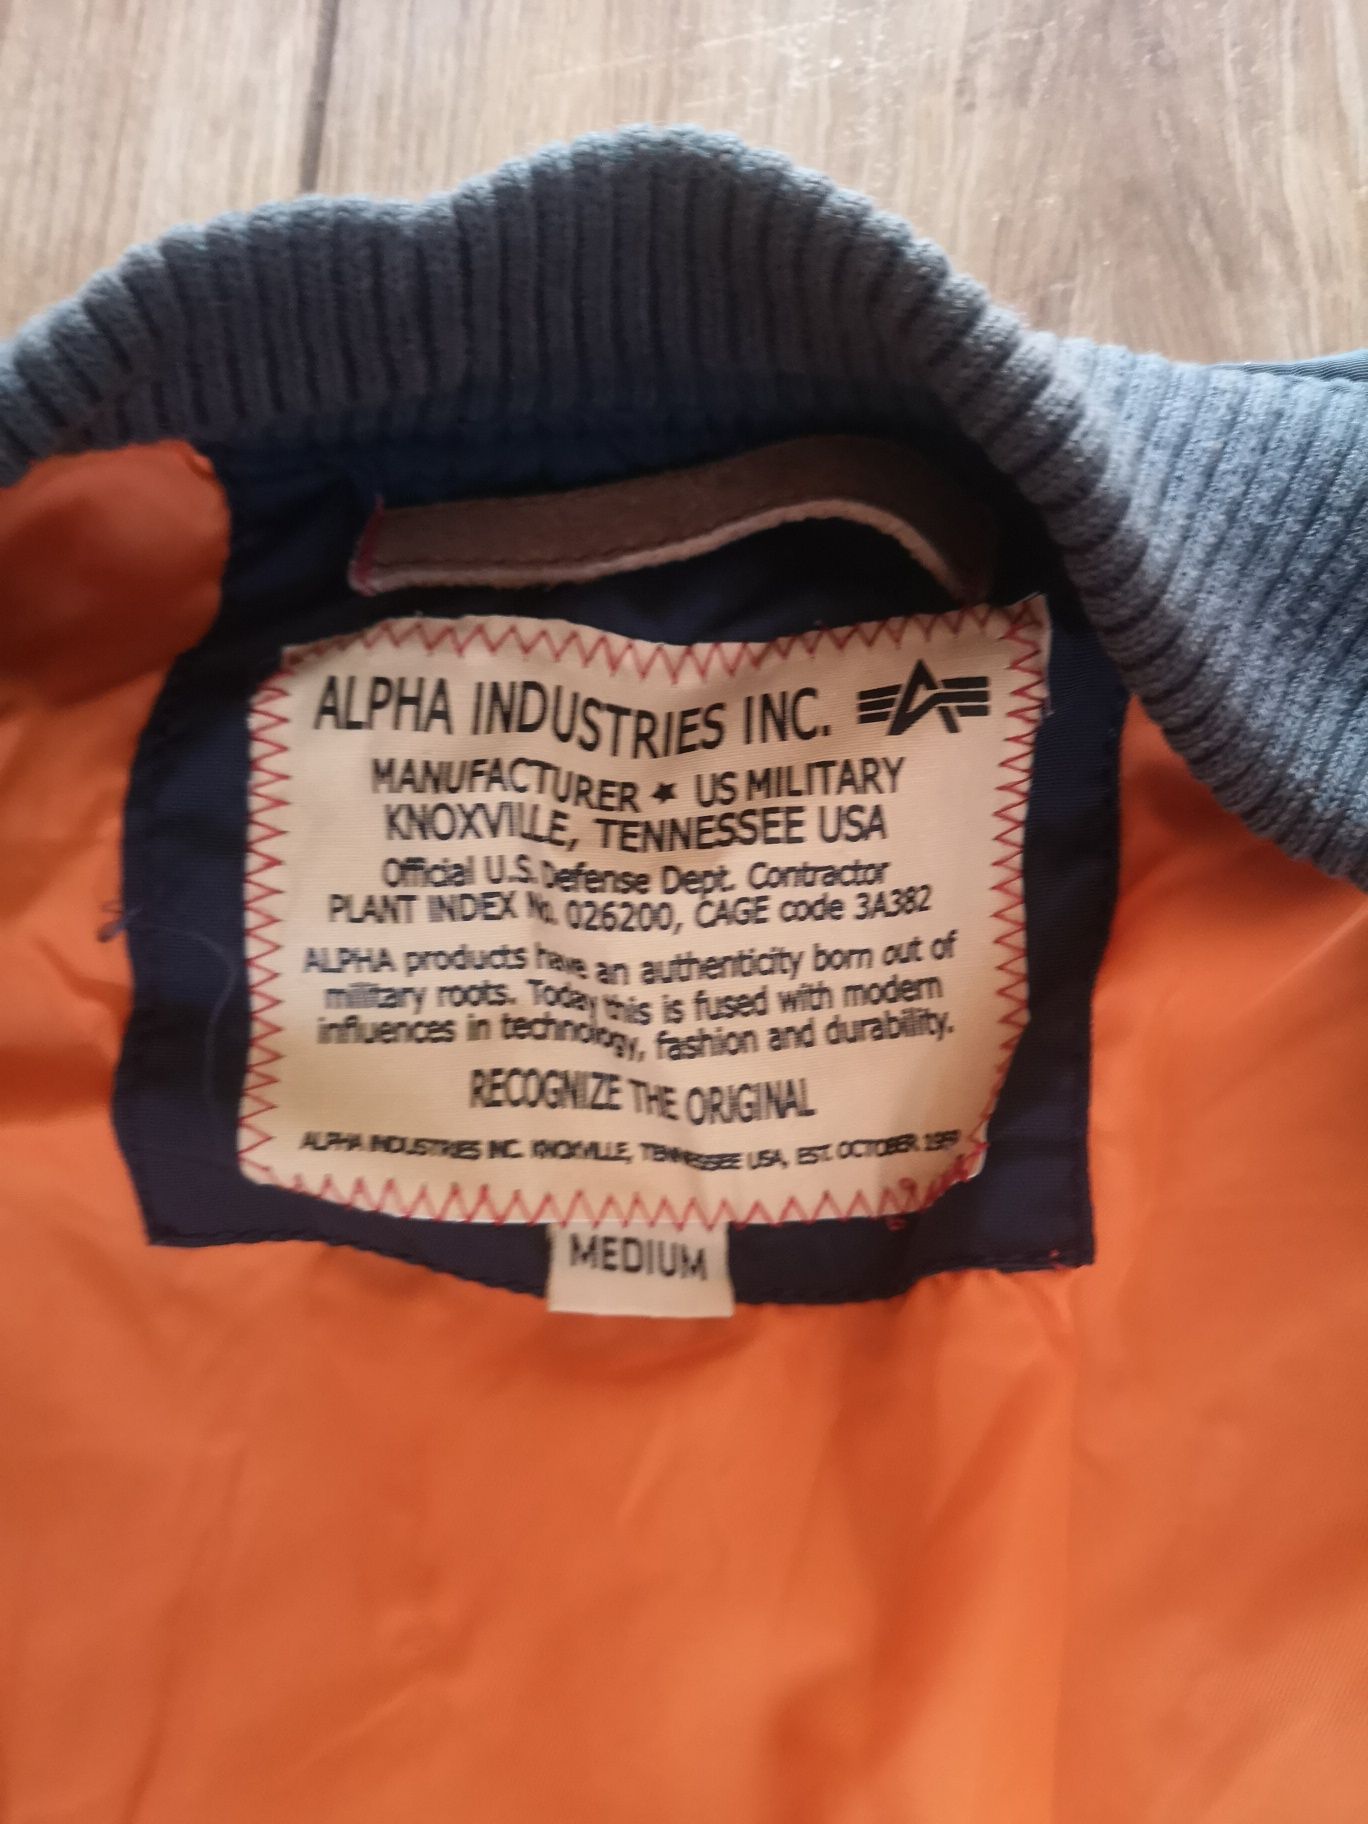 ALPHA INDUSTRIES INC.
MANUFACTURER ★ US MILITARY
KNOXVILLE, TENNESSEE USA
Official U.S. Defense Dept. Contractor
PLANT INDEX No. 026200, CAGE code 3A382
ALPHA products have an authenticity born out of
military roots. Today this is fused with modern
influences in technology, fashion and durability.
RECOGNIZE THE ORIGINAL
ALPHA INDUSTRIES INC. KNOXVILLE, TENNESSEE USA, EST. OCTOBER 1959
MEDIUM